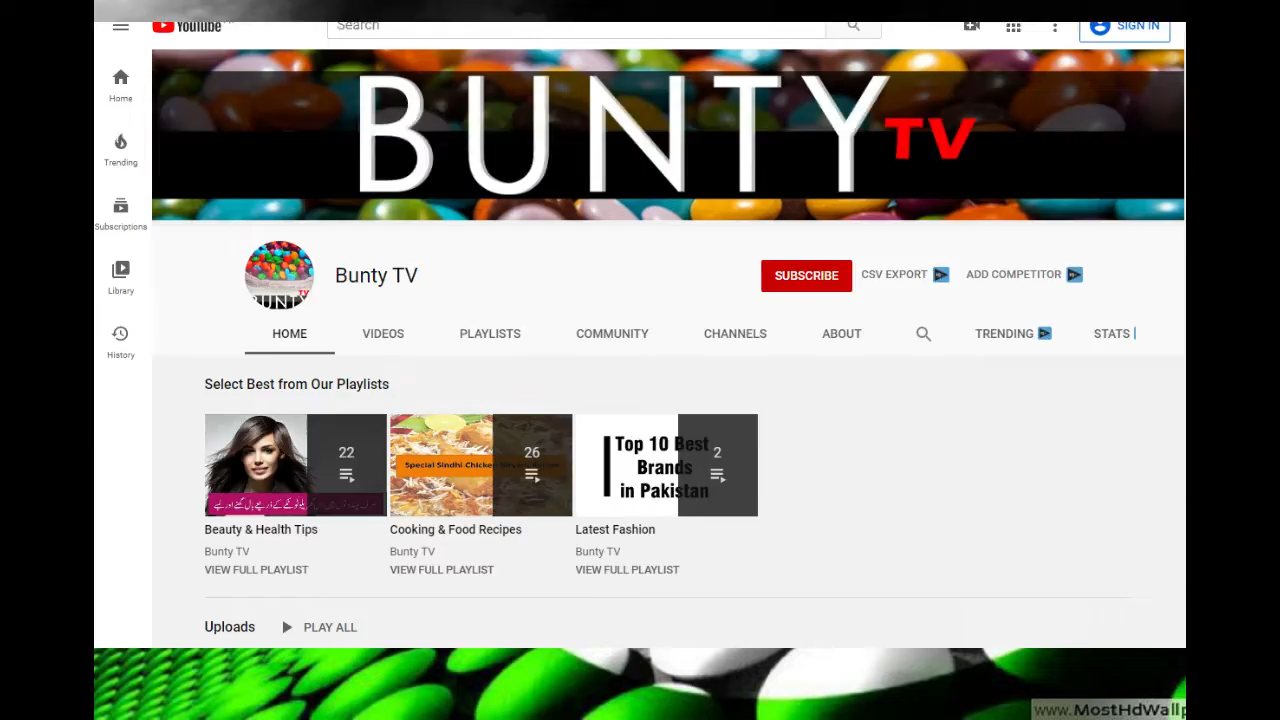 YouTube
Search
SIGN IN
Home
Trending
Subscriptions
Library
History
BUNTY TV
BUNTY TV
Bunty TV
SUBSCRIBE
CSV EXPORT
ADD COMPETITOR
HOME
VIDEOS
PLAYLISTS
COMMUNITY
CHANNELS
ABOUT
TRENDING
STATS
Select Best from Our Playlists
22
26
Special Sindhi Chicken
Top 10 Best
Brands
in Pakistan
2
Beauty & Health Tips
Cooking & Food Recipes
Latest Fashion
Bunty TV
Bunty TV
Bunty TV
VIEW FULL PLAYLIST
VIEW FULL PLAYLIST
VIEW FULL PLAYLIST
Uploads
PLAY ALL